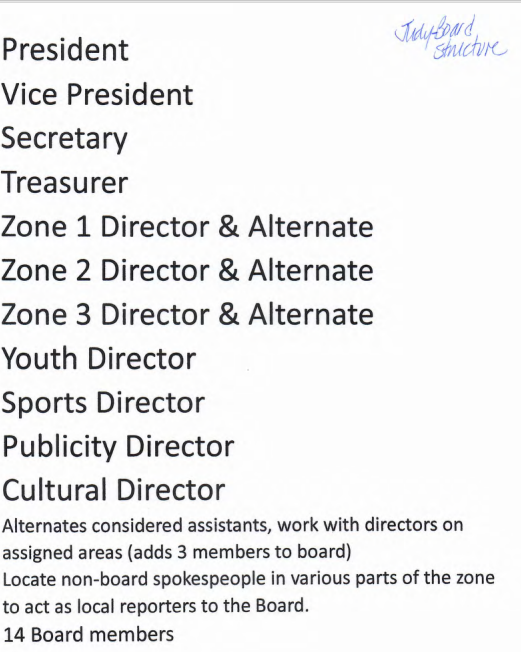 Judy-Board
structure
President
Vice President
Secretary
Treasurer
Zone 1 Director & Alternate
Zone 2 Director & Alternate
Zone 3 Director & Alternate
Youth Director
Sports Director
Publicity Director
Cultural Director
Alternates considered assistants, work with directors on
assigned areas (adds 3 members to board)
Locate non-board spokespeople in various parts of the zone
to act as local reporters to the Board.
14 Board members